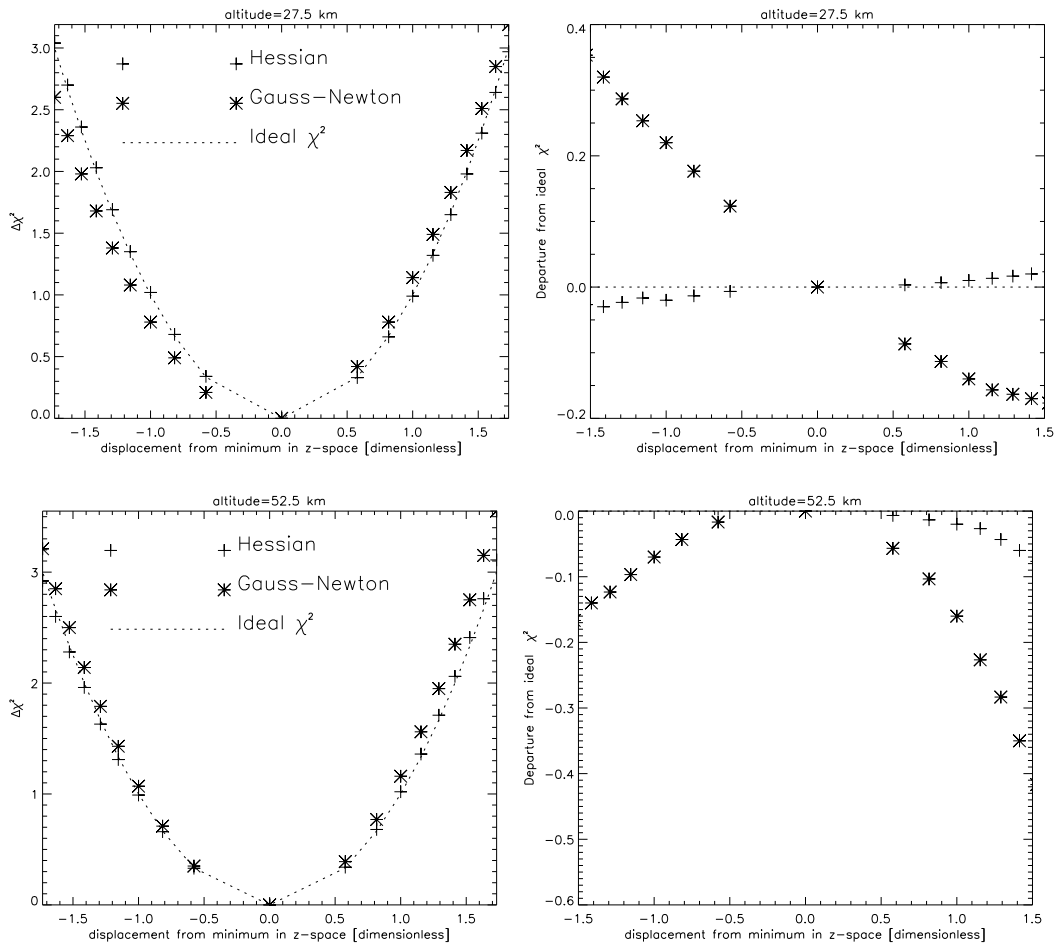 altitude=27.5 km
3.0
2.5
2.0
1.5
1.0
0.5
0.0
Δχ²
Hessian
Gauss−Newton
Ideal χ²
−1.5 −1.0 −0.5 0.0 0.5 1.0 1.5
displacement from minimum in z−space [dimensionless]
altitude=27.5 km
0.4
0.2
0.0
−0.2
Departure from ideal χ²
−1.5 −1.0 −0.5 0.0 0.5 1.0 1.5
displacement from minimum in z−space [dimensionless]
altitude=52.5 km
3
2
1
0
Δχ²
Hessian
Gauss−Newton
Ideal χ²
−1.5 −1.0 −0.5 0.0 0.5 1.0 1.5
displacement from minimum in z−space [dimensionless]
altitude=52.5 km
0.0
−0.1
−0.2
−0.3
−0.4
−0.5
−0.6
Departure from ideal χ²
−1.5 −1.0 −0.5 0.0 0.5 1.0 1.5
displacement from minimum in z−space [dimensionless]